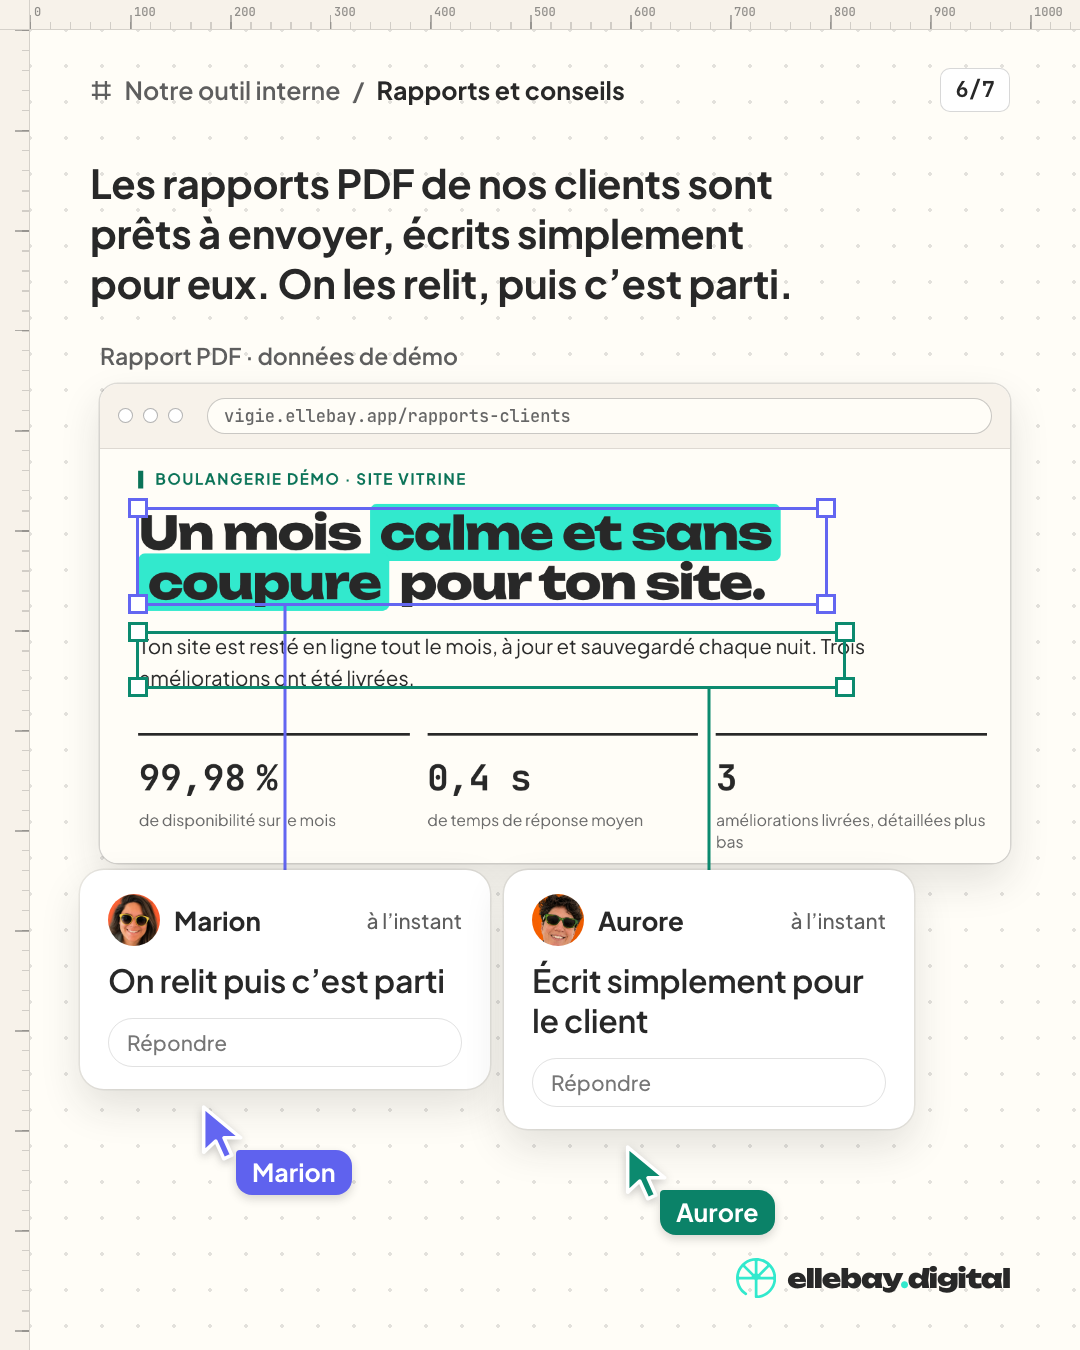 0 100 200 300 400 500 600 700 800 900 1000
# Notre outil interne / Rapports et conseils
6/7
Les rapports PDF de nos clients sont
prêts à envoyer, écrits simplement
pour eux. On les relit, puis c’est parti.
Rapport PDF · données de démo
vigie.ellebay.app/rapports-clients
BOULANGERIE DÉMO · SITE VITRINE
Un mois calme et sans
coupure pour ton site.
Ton site est resté en ligne tout le mois, à jour et sauvegardé chaque nuit. Trois
améliorations ont été livrées.
99,98 %
de disponibilité sur le mois
0,4 s
de temps de réponse moyen
3
améliorations livrées, détaillées plus
bas
Marion
à l’instant
On relit puis c’est parti
Répondre
Aurore
à l’instant
Écrit simplement pour
le client
Répondre
Marion
Aurore
ellebay.digital